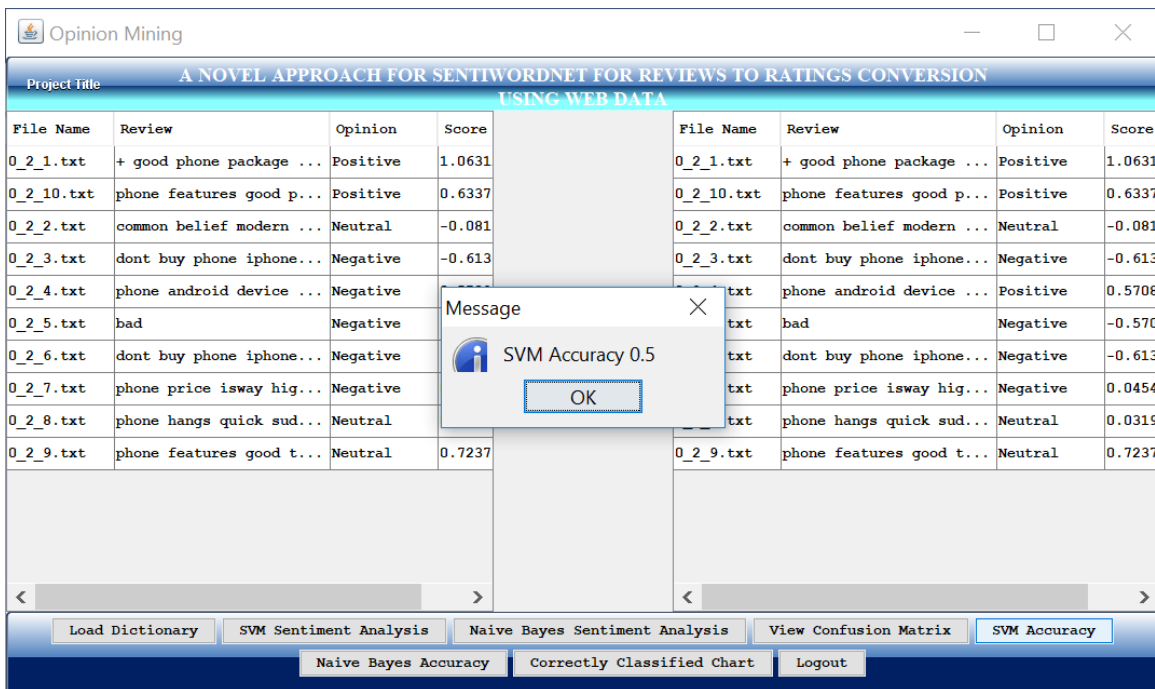 Opinion Mining
Project Title
A NOVEL APPROACH FOR SENTIWORDNET FOR REVIEWS TO RATINGS CONVERSION
USING WEB DATA
File Name Review Opinion Score
0_2_1.txt + good phone package ... Positive 1.0631
0_2_10.txt phone features good p... Positive 0.6337
0_2_2.txt common belief modern ... Neutral -0.081
0_2_3.txt dont buy phone iphone... Negative -0.613
0_2_4.txt phone android device ... Negative
0_2_5.txt bad Negative
0_2_6.txt dont buy phone iphone... Negative
0_2_7.txt phone price isway hig... Negative
0_2_8.txt phone hangs quick sud... Neutral
0_2_9.txt phone features good t... Neutral 0.7237
Message
SVM Accuracy 0.5
OK
File Name Review Opinion Score
0_2_1.txt + good phone package ... Positive 1.0631
0_2_10.txt phone features good p... Positive 0.6337
0_2_2.txt common belief modern ... Neutral -0.081
0_2_3.txt dont buy phone iphone... Negative -0.613
txt phone android device ... Positive 0.5708
txt bad Negative -0.570
txt dont buy phone iphone... Negative -0.613
txt phone price isway hig... Negative 0.0454
txt phone hangs quick sud... Neutral 0.0319
0_2_9.txt phone features good t... Neutral 0.7237
Load Dictionary SVM Sentiment Analysis Naive Bayes Sentiment Analysis View Confusion Matrix SVM Accuracy
Naive Bayes Accuracy Correctly Classified Chart Logout